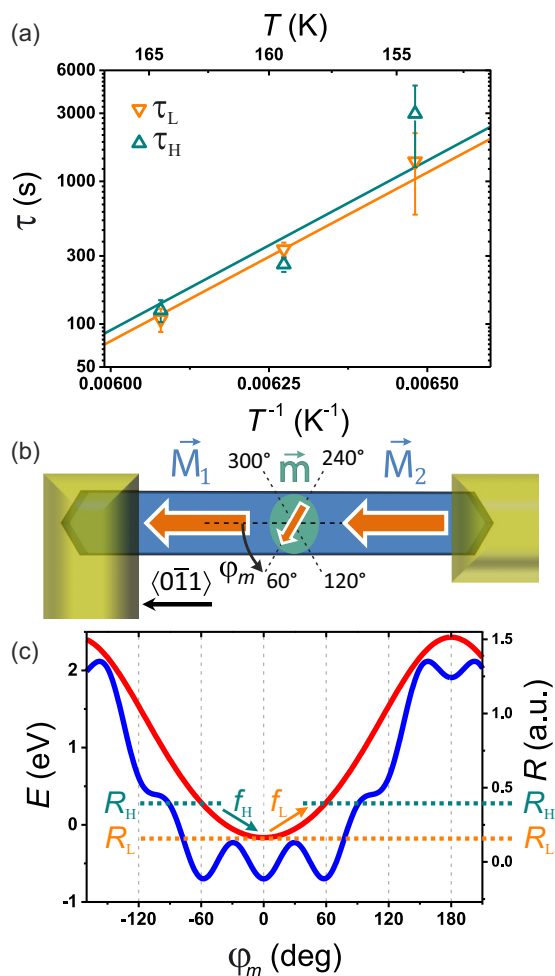 (a)
T (K)
165 160 155
6000
3000
1000
300
100
50
τ (s)
τL
τH
0.00600 0.00625 0.00650
T⁻¹ (K⁻¹)
(b)
M⃗1 m⃗ M⃗2
300° 240°
φm 60° 120°
⟨01̅1⟩
(c)
E (eV)
2
1
0
-1
R (a.u.)
1.5
1.0
0.5
0.0
RH fH fL RH
RL RL
-120 -60 0 60 120 180
φm (deg)